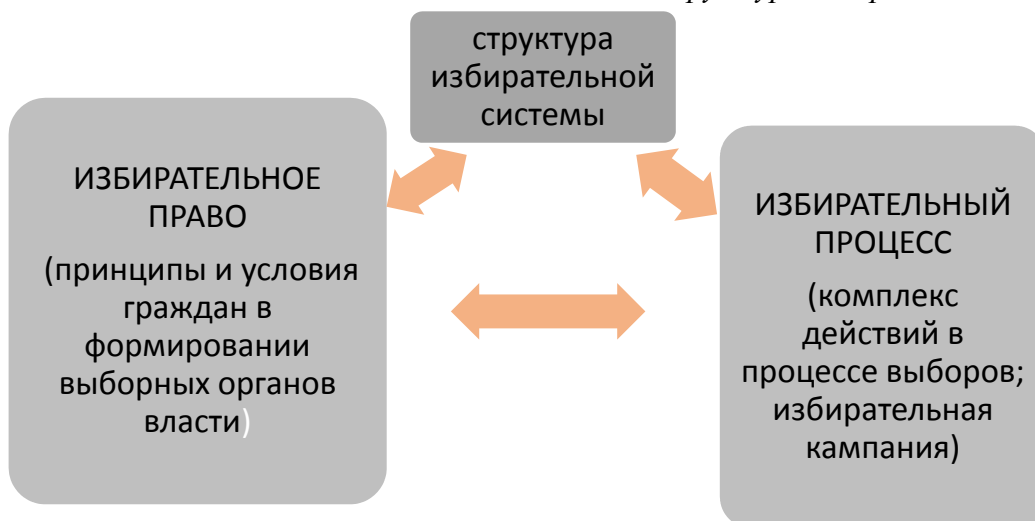 структура
избирательной
системы
ИЗБИРАТЕЛЬНОЕ
ПРАВО
(принципы и условия
граждан в
формировании
выборных органов
власти)
ИЗБИРАТЕЛЬНЫЙ
ПРОЦЕСС
(комплекс
действий в
процессе выборов;
избирательная
кампания)